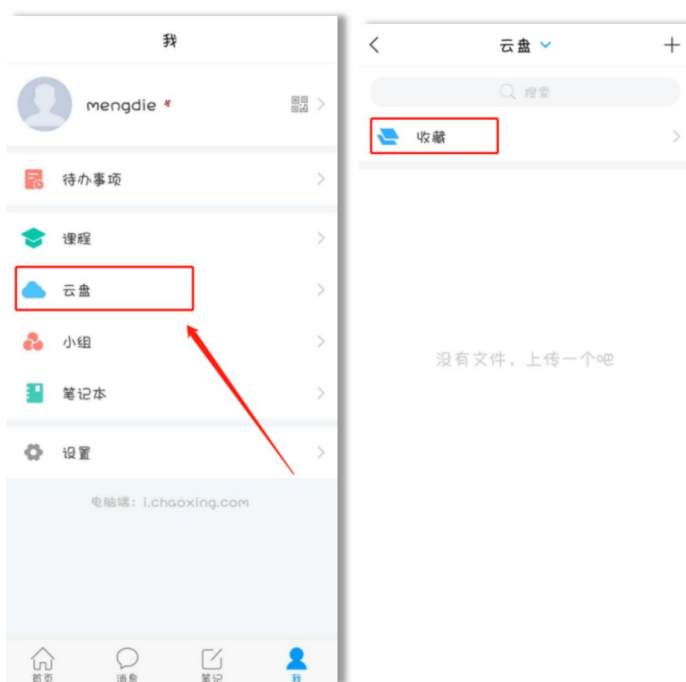 我
mengdie
待办事项
课程
云盘
小组
笔记本
设置
电脑端：i.chaoxing.com
首页
消息
笔记
我
云盘
搜索
收藏
没有文件，上传一个吧